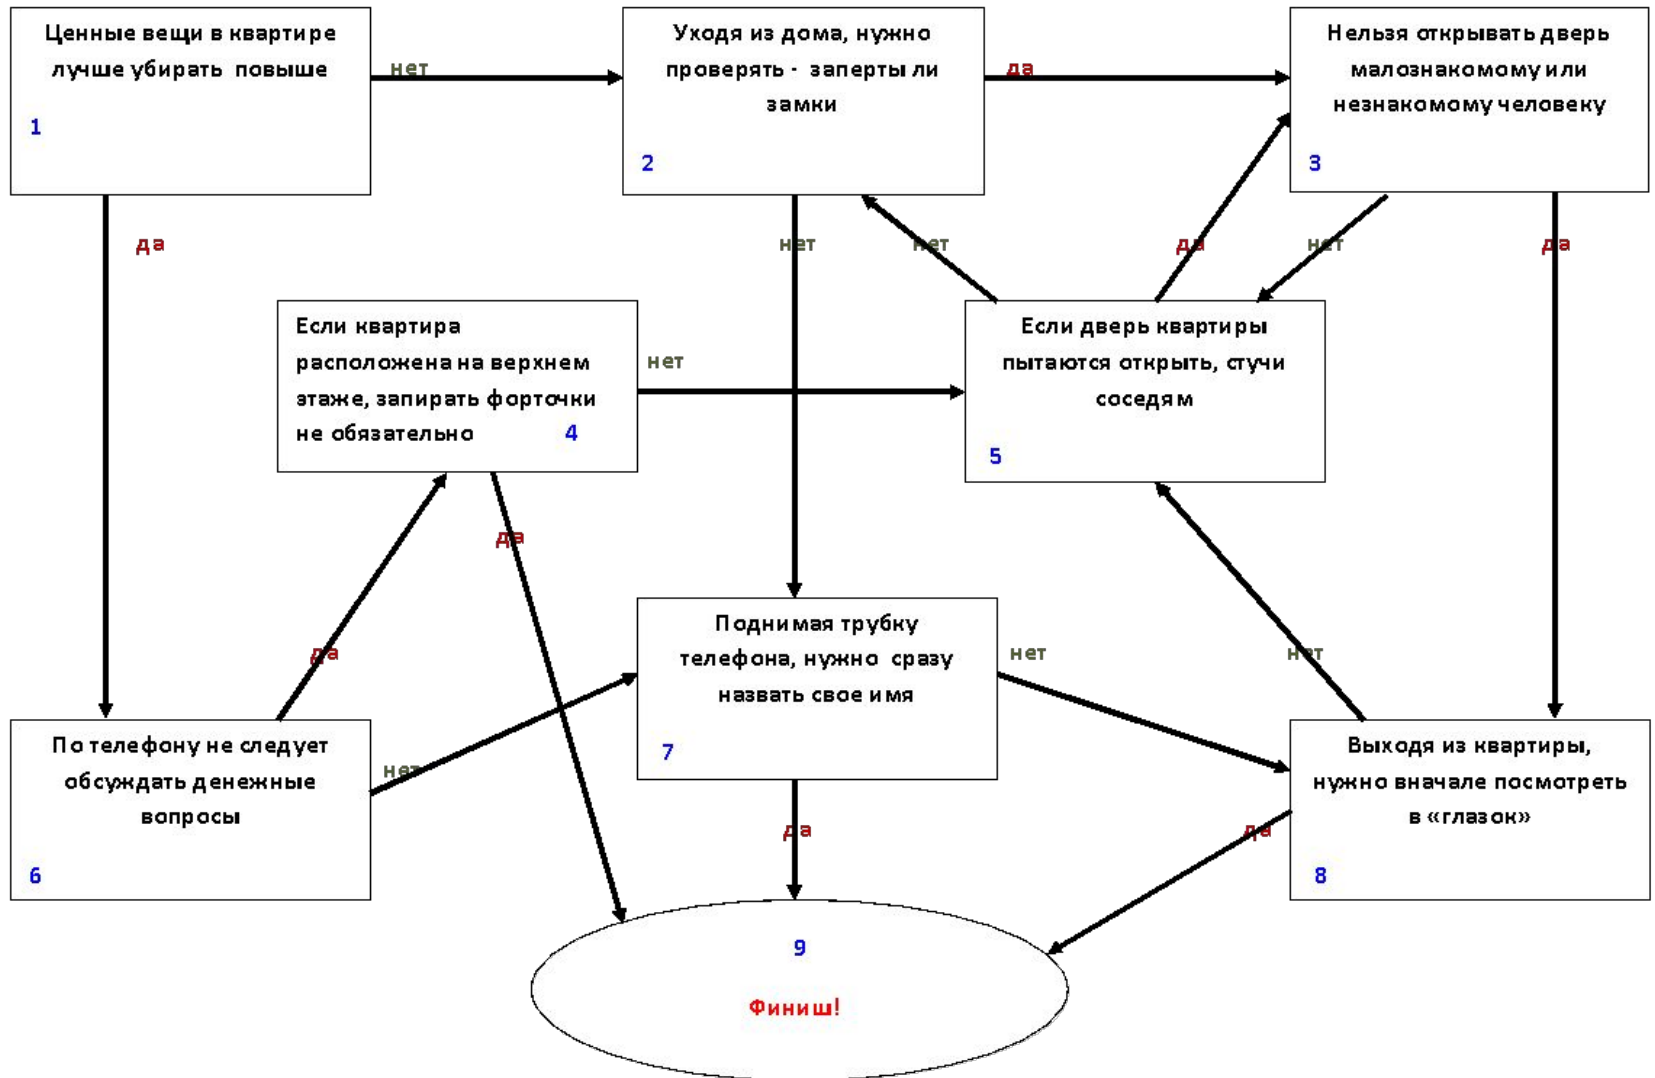 Ценные вещи в квартире
лучше убирать повыше
1
нет
Уходя из дома, нужно
проверять - заперты ли
замки
2
да
Нельзя открывать дверь
малознакомому или
незнакомому человеку
3
да
нет
нет
да
нет
да
Если квартира
расположена на верхнем
этаже, запирать форточки
не обязательно
4
нет
Если дверь квартиры
пытаются открыть, стучи
соседям
5
да
да
Поднимая трубку
телефона, нужно сразу
назвать свое имя
7
нет
нет
По телефону не следует
обсуждать денежные
вопросы
6
нет
да
да
Выходя из квартиры,
нужно вначале посмотреть
в «глазок»
8
9
Финиш!